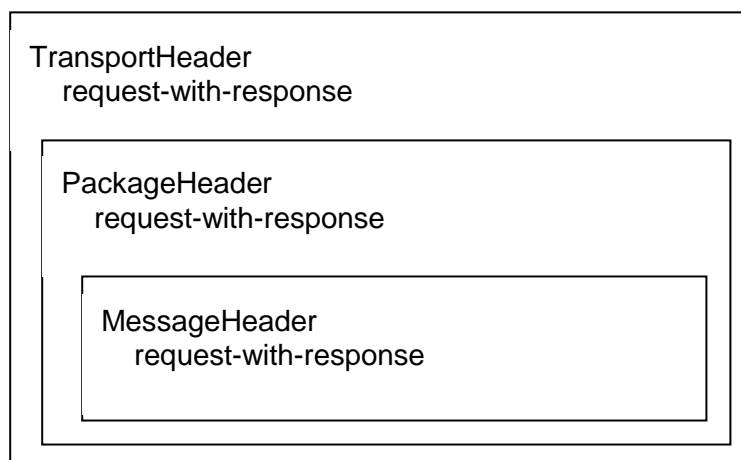 TransportHeader
request-with-response
PackageHeader
request-with-response
MessageHeader
request-with-response